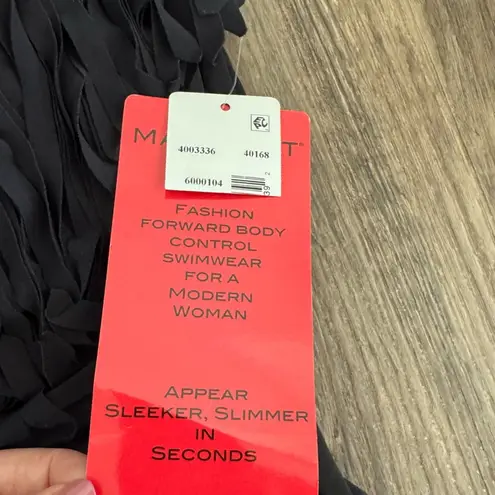 4003336 40168
6000104
FASHION
FORWARD BODY
CONTROL
SWIMWEAR
FOR A
MODERN
WOMAN
APPEAR
SLEEKER, SLIMMER
IN
SECONDS